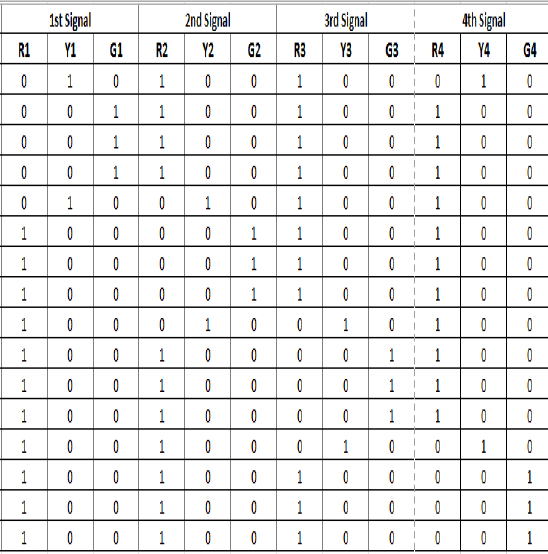 1st Signal 2nd Signal 3rd Signal 4th Signal
R1 Y1 G1 R2 Y2 G2 R3 Y3 G3 R4 Y4 G4
0 1 0 1 0 0 1 0 0 0 1 0
0 0 1 1 0 0 1 0 0 1 0 0
0 0 1 1 0 0 1 0 0 1 0 0
0 0 1 1 0 0 1 0 0 1 0 0
0 1 0 0 1 0 1 0 0 1 0 0
1 0 0 0 0 1 1 0 0 1 0 0
1 0 0 0 0 1 1 0 0 1 0 0
1 0 0 0 0 1 1 0 0 1 0 0
1 0 0 0 1 0 0 1 0 1 0 0
1 0 0 1 0 0 0 0 1 1 0 0
1 0 0 1 0 0 0 0 1 1 0 0
1 0 0 1 0 0 0 0 1 1 0 0
1 0 0 1 0 0 0 1 0 0 1 0
1 0 0 1 0 0 1 0 0 0 0 1
1 0 0 1 0 0 1 0 0 0 0 1
1 0 0 1 0 0 1 0 0 0 0 1